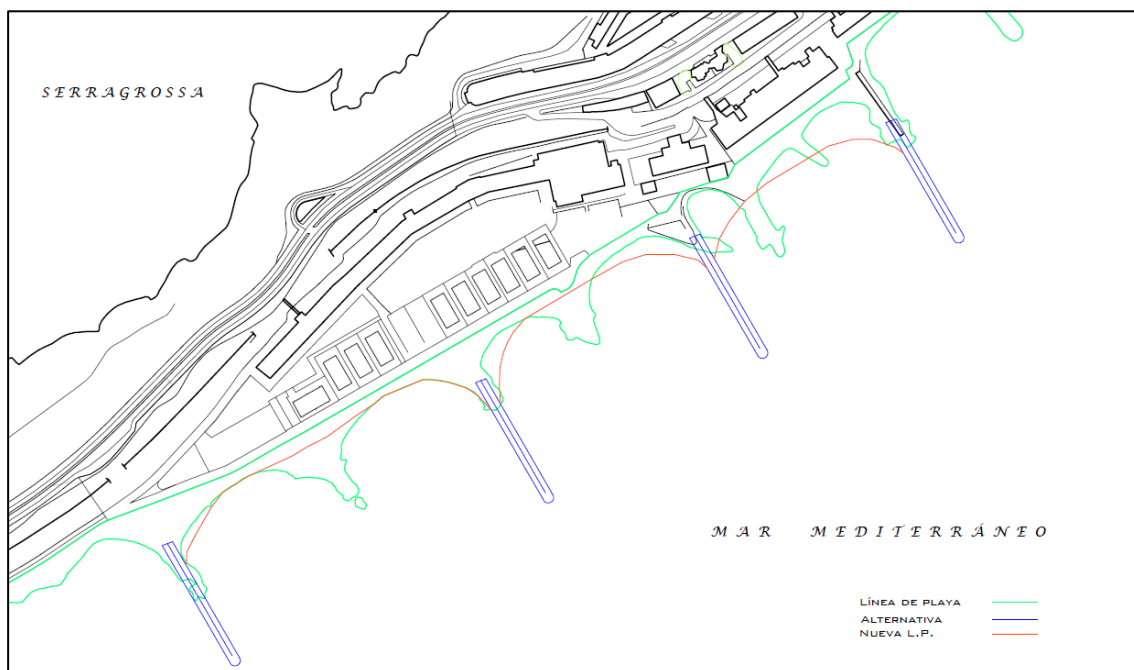 SERRAGROSSA
MAR MEDITERRÁNEO
LÍNEA DE PLAYA
ALTERNATIVA
NUEVA L.P.